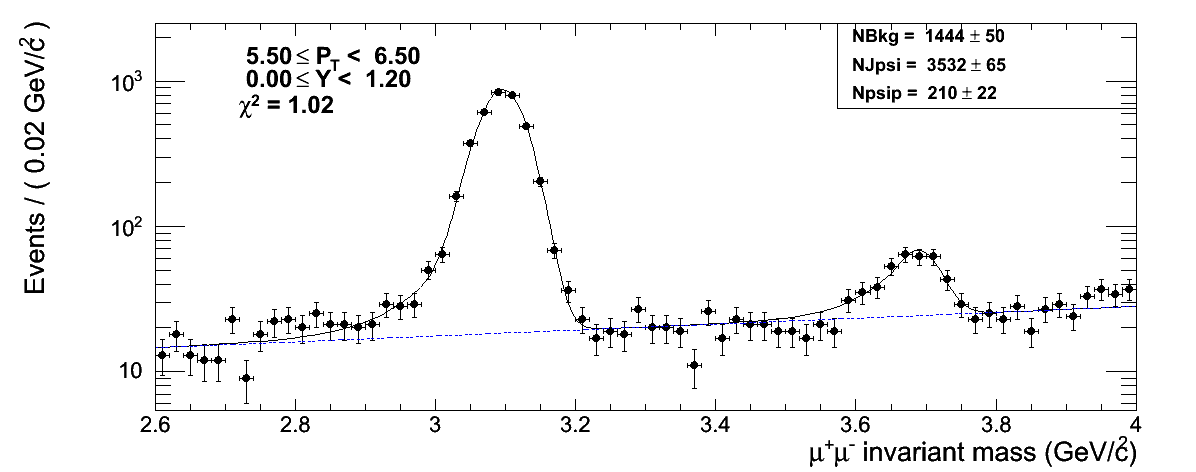 Events / ( 0.02 GeV/c² )
5.50 ≤ P_T < 6.50
0.00 ≤ Y < 1.20
χ² = 1.02
NBkg = 1444 ± 50
NJpsi = 3532 ± 65
Npsip = 210 ± 22
10³
10²
10
2.6 2.8 3 3.2 3.4 3.6 3.8 4
μ⁺μ⁻ invariant mass (GeV/c²)